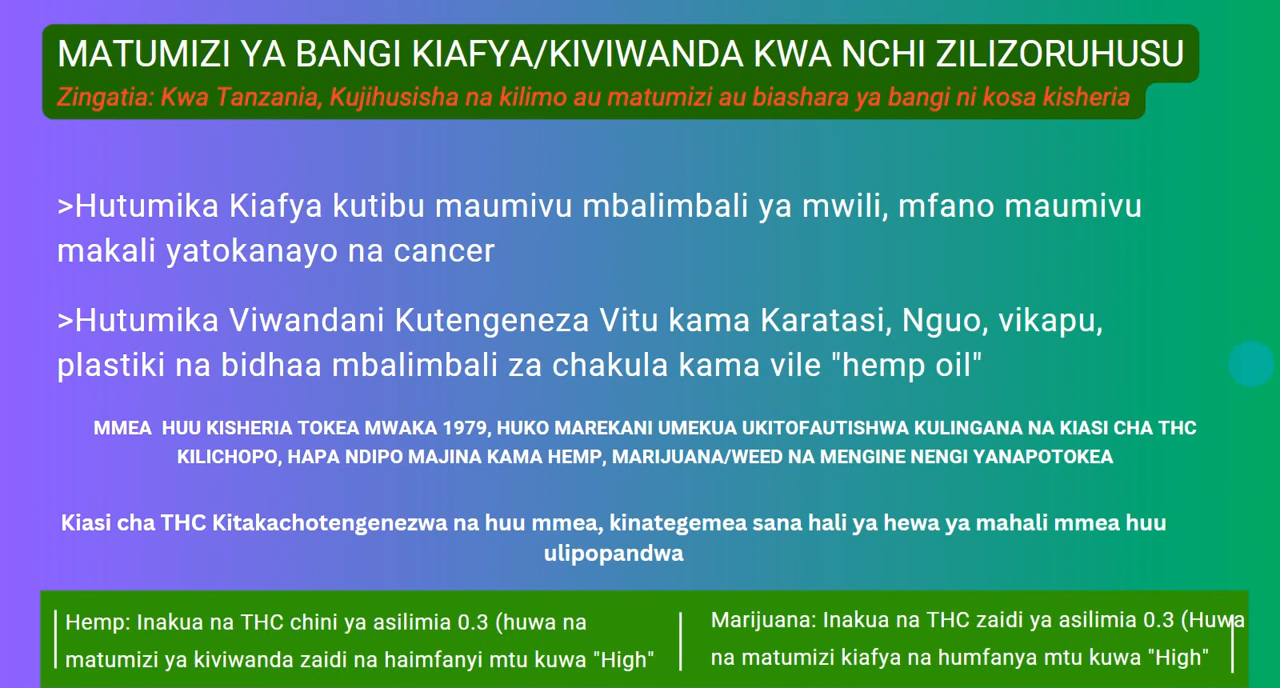 MATUMIZI YA BANGI KIAFYA/KIVIWANDA KWA NCHI ZILIZORUHUSU
Zingatia: Kwa Tanzania, Kujihusisha na kilimo au matumizi au biashara ya bangi ni kosa kisheria
>Hutumika Kiafya kutibu maumivu mbalimbali ya mwili, mfano maumivu
makali yatokanayo na cancer
>Hutumika Viwandani Kutengeneza Vitu kama Karatasi, Nguo, vikapu,
plastiki na bidhaa mbalimbali za chakula kama vile "hemp oil"
MMEA HUU KISHERIA TOKEA MWAKA 1979, HUKO MAREKANI UMEKUA UKITOFAUTISHWA KULINGANA NA KIASI CHA THC
KILICHOPO, HAPA NDIPO MAJINA KAMA HEMP, MARIJUANA/WEED NA MENGINE NENGI YANAPOTOKEA
Kiasi cha THC Kitakachotengenezwa na huu mmea, kinategemea sana hali ya hewa ya mahali mmea huu
ulipopandwa
Hemp: Inakua na THC chini ya asilimia 0.3 (huwa na
matumizi ya kiviwanda zaidi na haimfanyi mtu kuwa "High"
Marijuana: Inakua na THC zaidi ya asilimia 0.3 (Huwa
na matumizi kiafya na humfanya mtu kuwa "High"